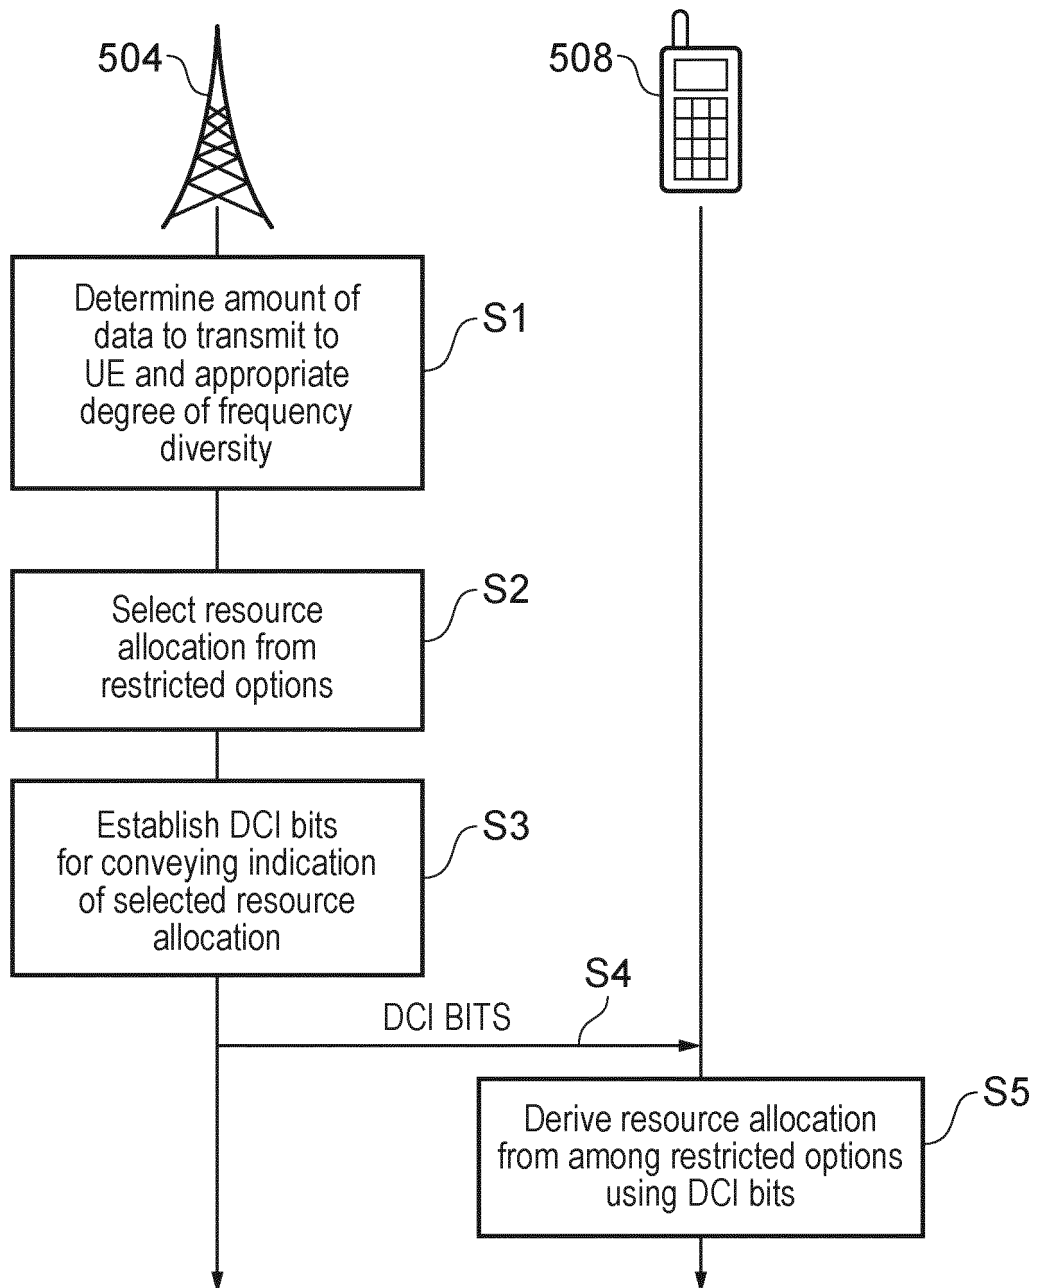 504
508
Determine amount of
data to transmit to
UE and appropriate
degree of frequency
diversity
S1
Select resource
allocation from
restricted options
S2
Establish DCI bits
for conveying indication
of selected resource
allocation
S3
DCI BITS
S4
Derive resource allocation
from among restricted options
using DCI bits
S5